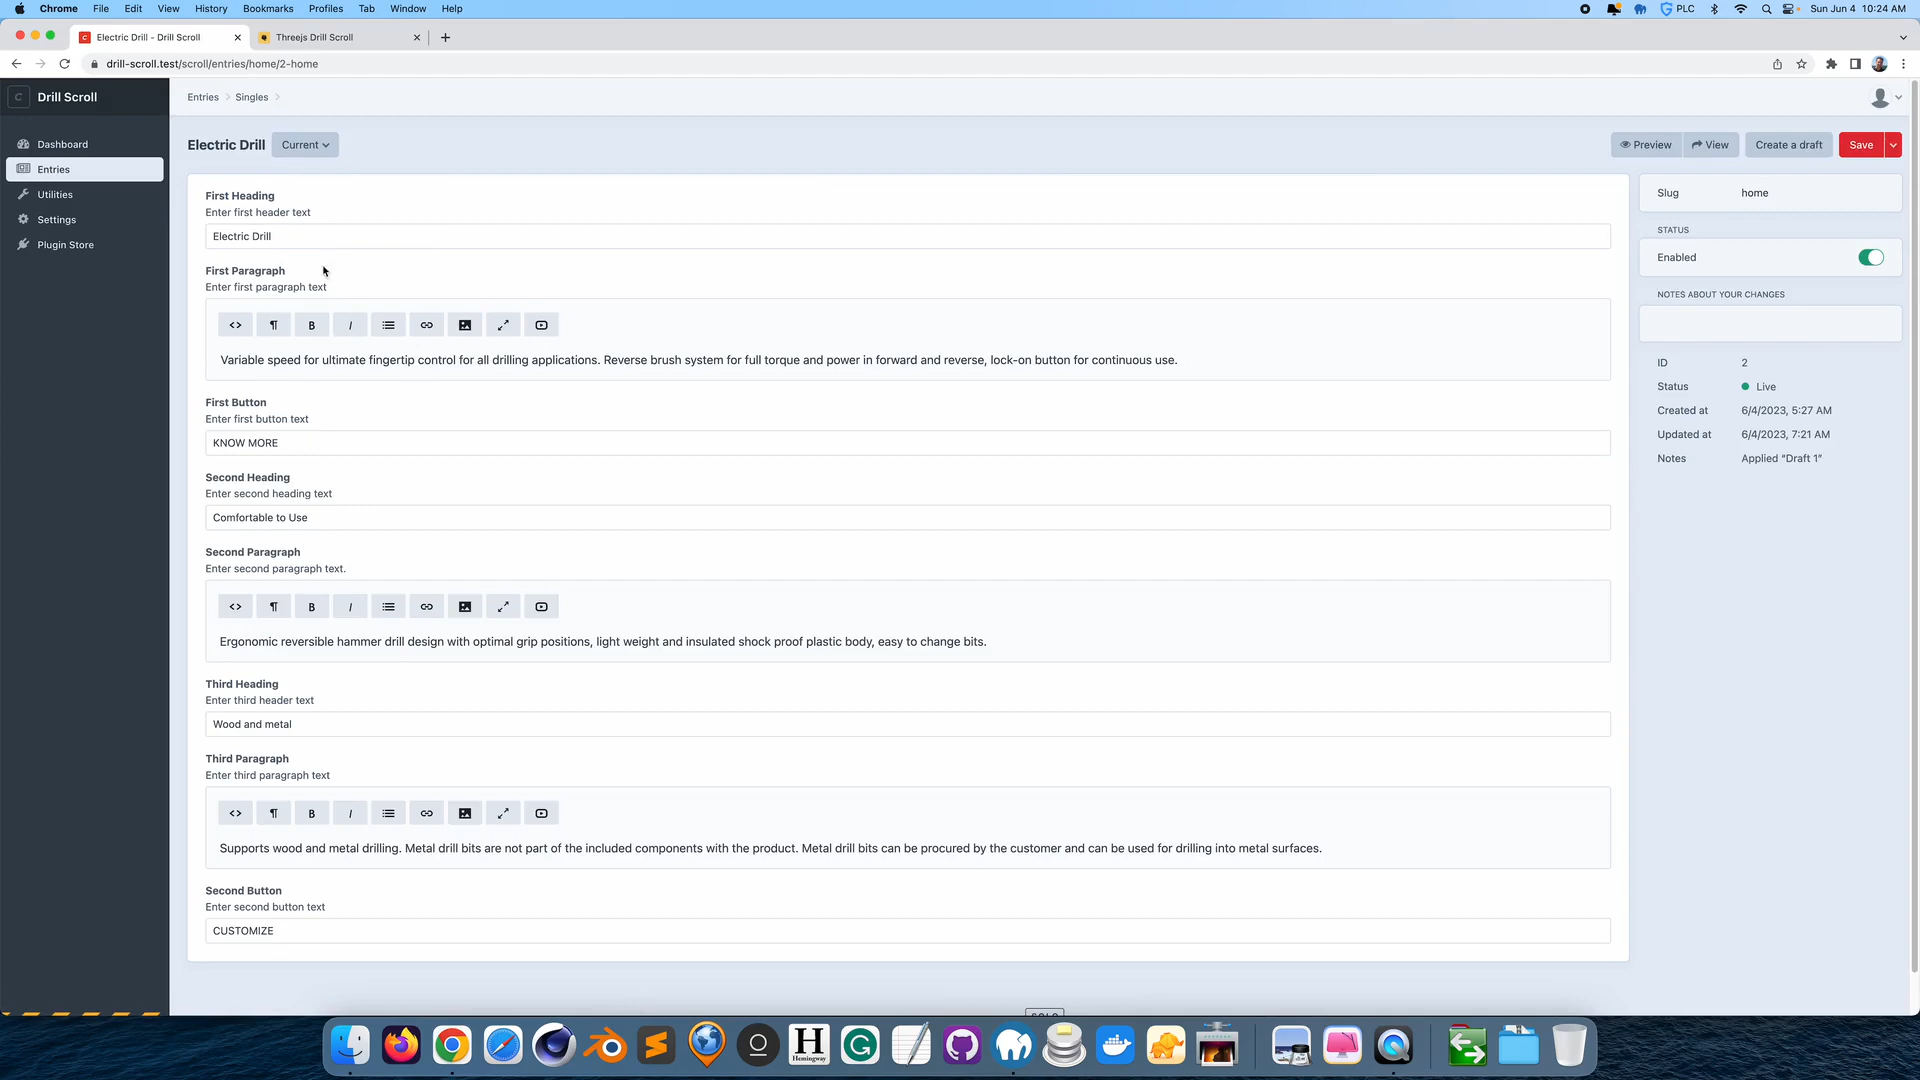 Chrome File Edit View History Bookmarks Profiles Tab Window Help
PLC Sun Jun 4 10:24 AM
Electric Drill - Drill Scroll
Threejs Drill Scroll
drill-scroll.test/scroll/entries/home/2-home
C Drill Scroll
Entries Singles
Dashboard
Entries
Utilities
Settings
Plugin Store
Electric Drill Current
Preview View Create a draft Save
First Heading
Enter first header text
Electric Drill
First Paragraph
Enter first paragraph text
Variable speed for ultimate fingertip control for all drilling applications. Reverse brush system for full torque and power in forward and reverse, lock-on button for continuous use.
First Button
Enter first button text
KNOW MORE
Second Heading
Enter second heading text
Comfortable to Use
Second Paragraph
Enter second paragraph text.
Ergonomic reversible hammer drill design with optimal grip positions, light weight and insulated shock proof plastic body, easy to change bits.
Third Heading
Enter third header text
Wood and metal
Third Paragraph
Enter third paragraph text
Supports wood and metal drilling. Metal drill bits are not part of the included components with the product. Metal drill bits can be procured by the customer and can be used for drilling into metal surfaces.
Second Button
Enter second button text
CUSTOMIZE
Slug home
STATUS
Enabled
NOTES ABOUT YOUR CHANGES
ID 2
Status Live
Created at 6/4/2023, 5:27 AM
Updated at 6/4/2023, 7:21 AM
Notes Applied “Draft 1”
H
Hemingway